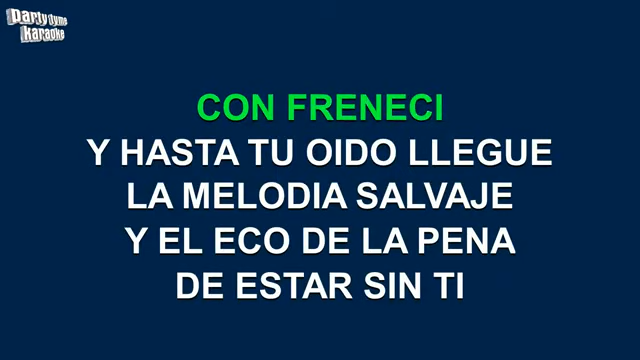 Party Tyme
karaoke
CON FRENECI
Y HASTA TU OIDO LLEGUE
LA MELODIA SALVAJE
Y EL ECO DE LA PENA
DE ESTAR SIN TI